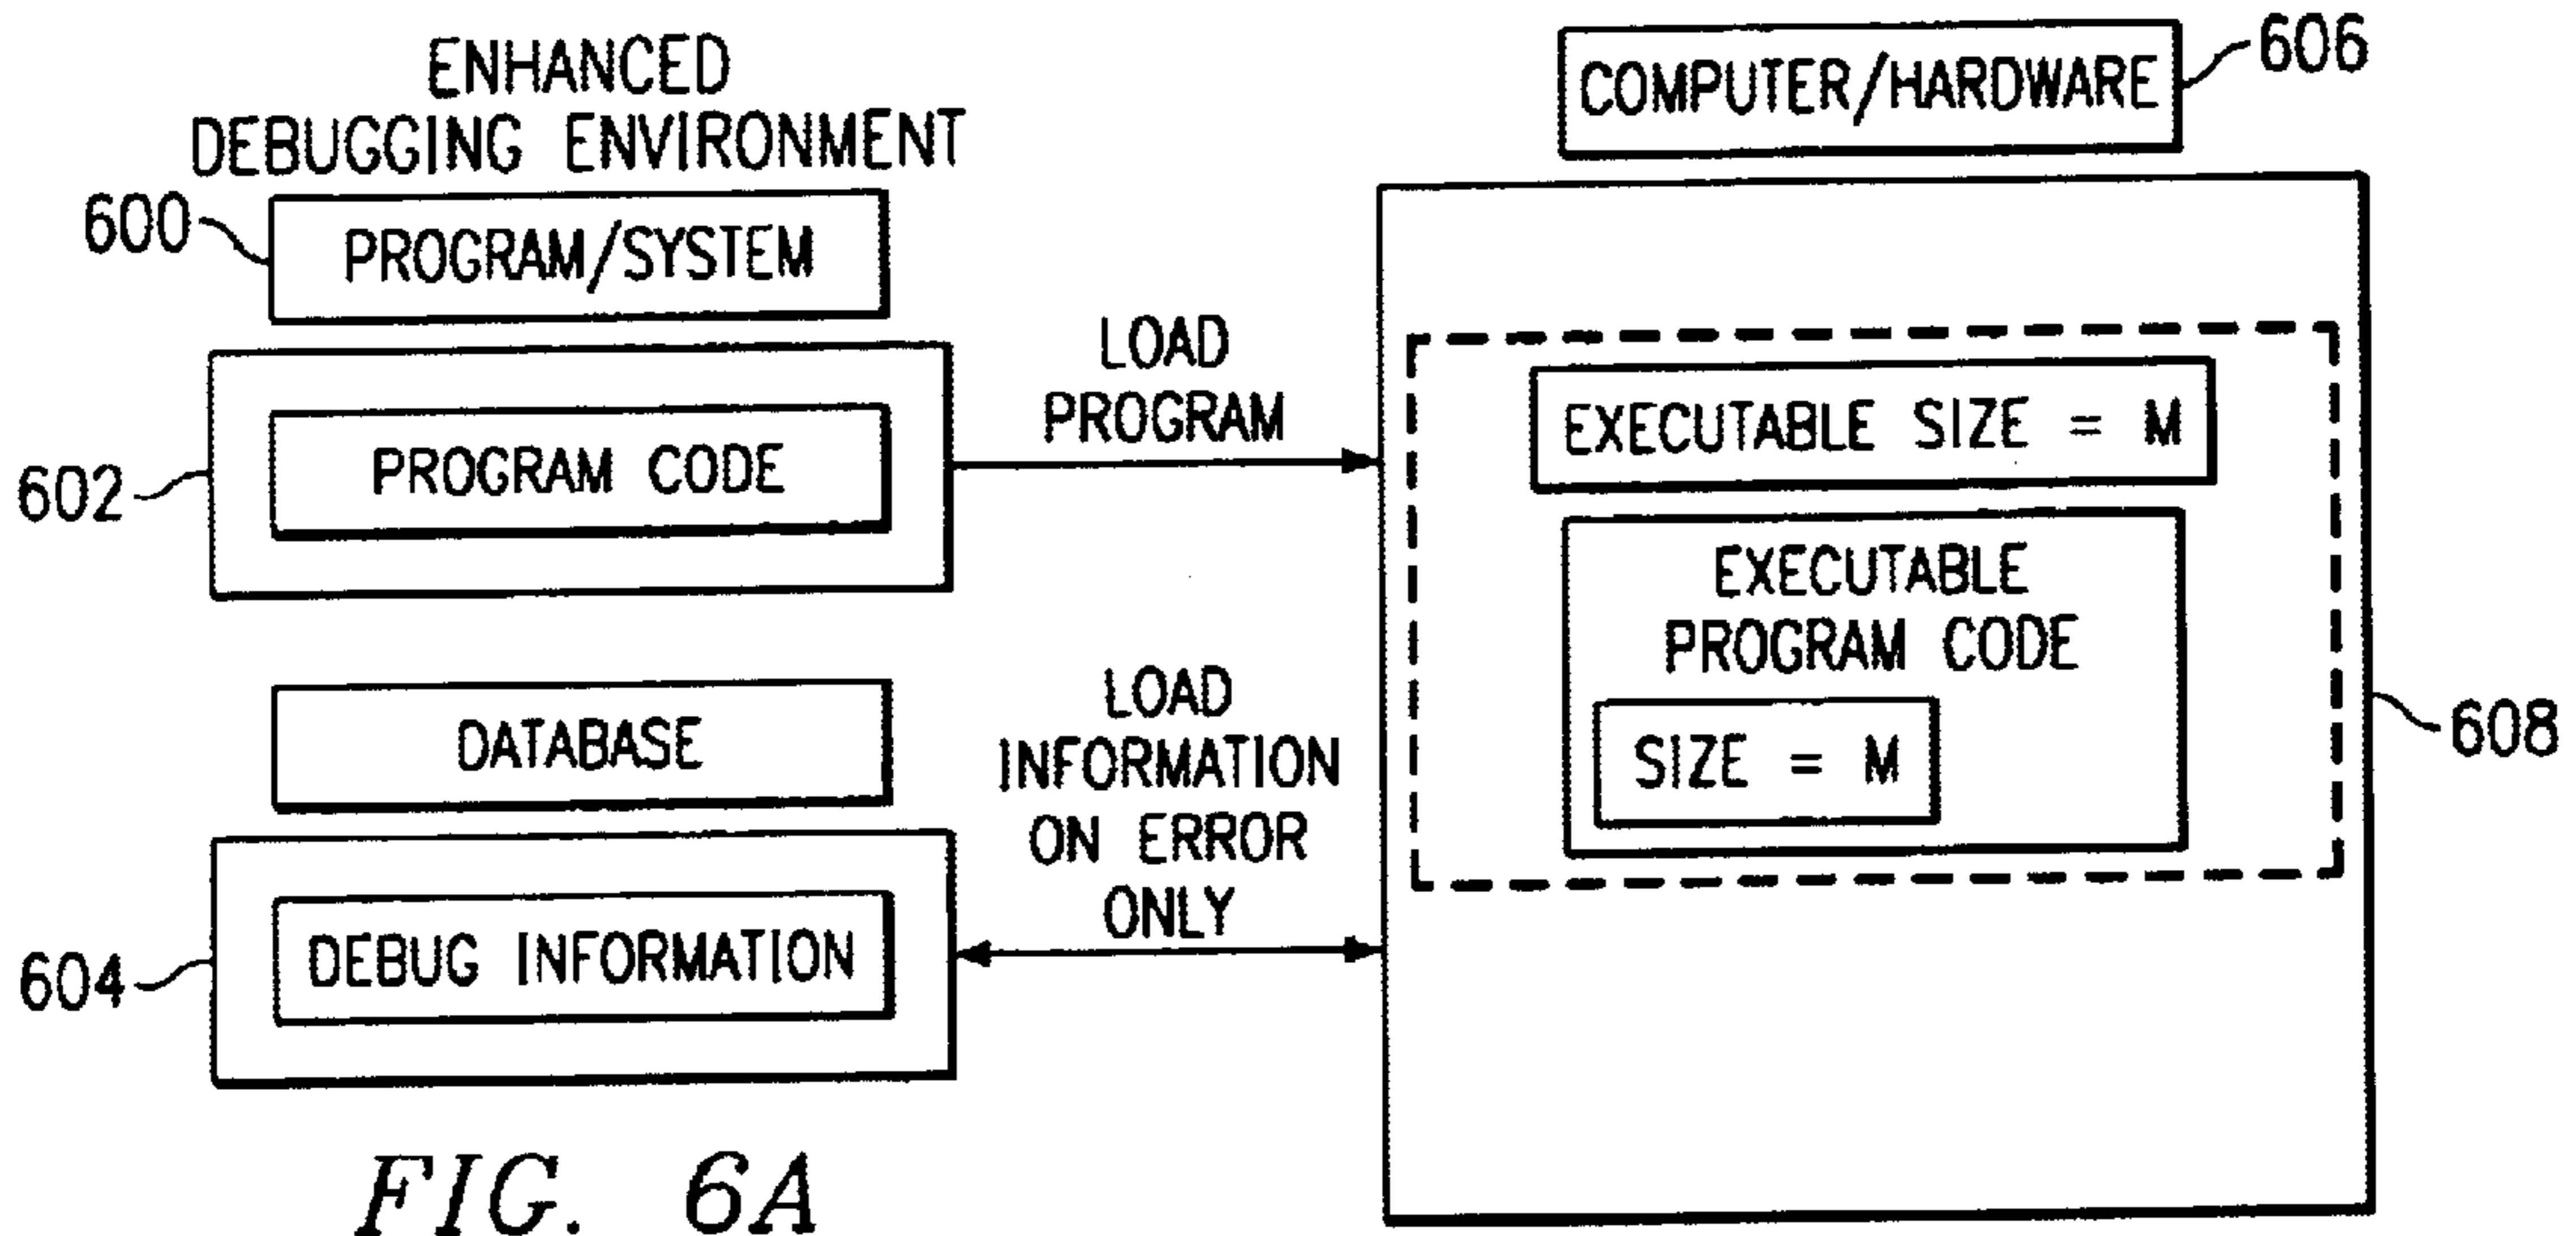 ENHANCED
DEBUGGING ENVIRONMENT
600
PROGRAM/SYSTEM
602
PROGRAM CODE
DATABASE
604
DEBUG INFORMATION
LOAD
PROGRAM
LOAD
INFORMATION
ON ERROR
ONLY
COMPUTER/HARDWARE
606
EXECUTABLE SIZE = M
EXECUTABLE
PROGRAM CODE
SIZE = M
608
FIG. 6A